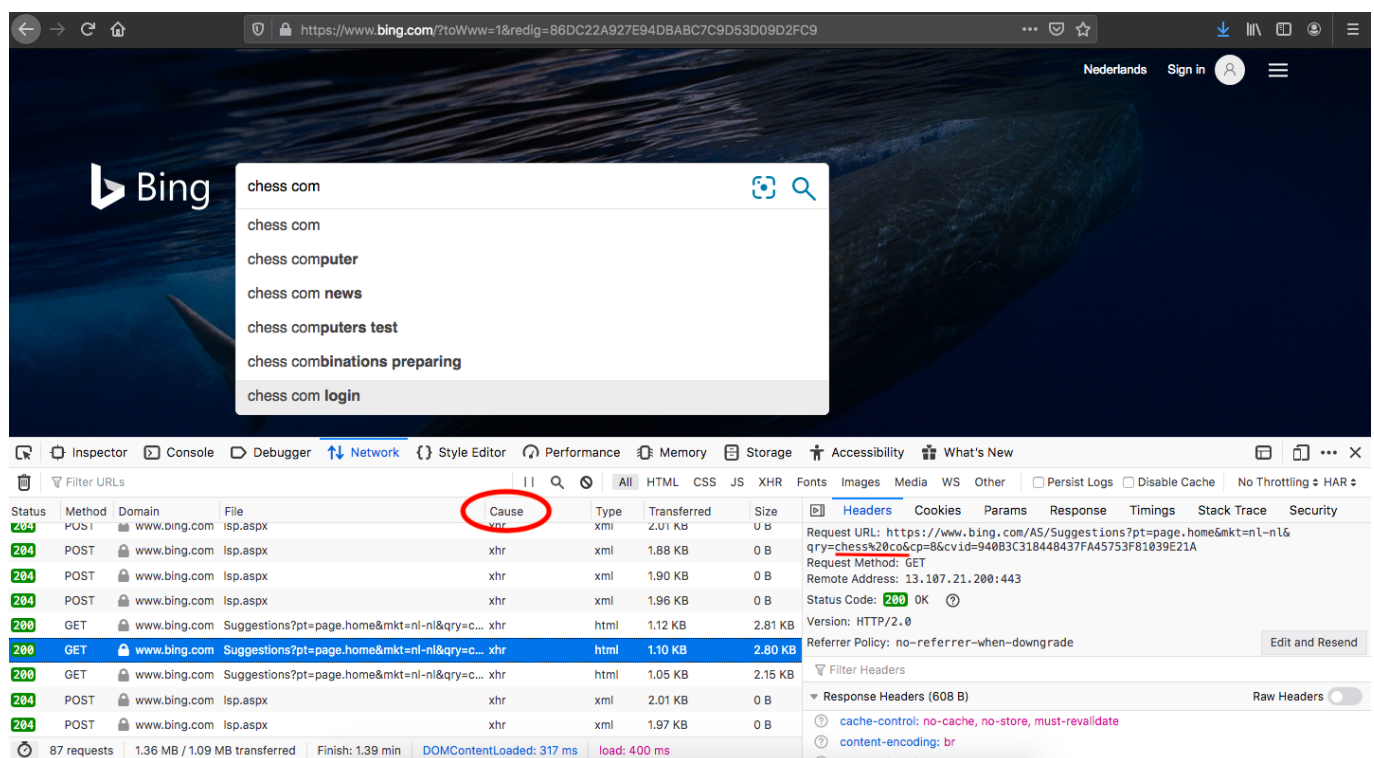 https://www.bing.com/?toWww=1&redig=86DC22A927E94DBABC7C9D53D09D2FC9
Nederlands Sign in
Bing
chess com
chess com
chess computer
chess com news
chess computers test
chess combinations preparing
chess com login
Inspector Console Debugger Network Style Editor Performance Memory Storage Accessibility What's New
Filter URLs All HTML CSS JS XHR Fonts Images Media WS Other Persist Logs Disable Cache No Throttling HAR
Status Method Domain File Cause Type Transferred Size Headers Cookies Params Response Timings Stack Trace Security
204 POST www.bing.com lsp.aspx xhr xml 2.01 KB 0 B
204 POST www.bing.com lsp.aspx xhr xml 1.88 KB 0 B
204 POST www.bing.com lsp.aspx xhr xml 1.90 KB 0 B
204 POST www.bing.com lsp.aspx xhr xml 1.96 KB 0 B
200 GET www.bing.com Suggestions?pt=page.home&mkt=nl-nl&qry=c... xhr html 1.12 KB 2.81 KB
200 GET www.bing.com Suggestions?pt=page.home&mkt=nl-nl&qry=c... xhr html 1.10 KB 2.80 KB
200 GET www.bing.com Suggestions?pt=page.home&mkt=nl-nl&qry=c... xhr html 1.05 KB 2.15 KB
204 POST www.bing.com lsp.aspx xhr xml 2.01 KB 0 B
204 POST www.bing.com lsp.aspx xhr xml 1.97 KB 0 B
87 requests 1.36 MB / 1.09 MB transferred Finish: 1.39 min DOMContentLoaded: 317 ms load: 400 ms
Request URL: https://www.bing.com/AS/Suggestions?pt=page.home&mkt=nl-nl&
qry=chess%20co&cp=8&cvid=940B3C318448437FA45753F81039E21A
Request Method: GET
Remote Address: 13.107.21.200:443
Status Code: 200 OK
Version: HTTP/2.0
Referrer Policy: no-referrer-when-downgrade Edit and Resend
Filter Headers
Response Headers (608 B) Raw Headers
cache-control: no-cache, no-store, must-revalidate
content-encoding: br